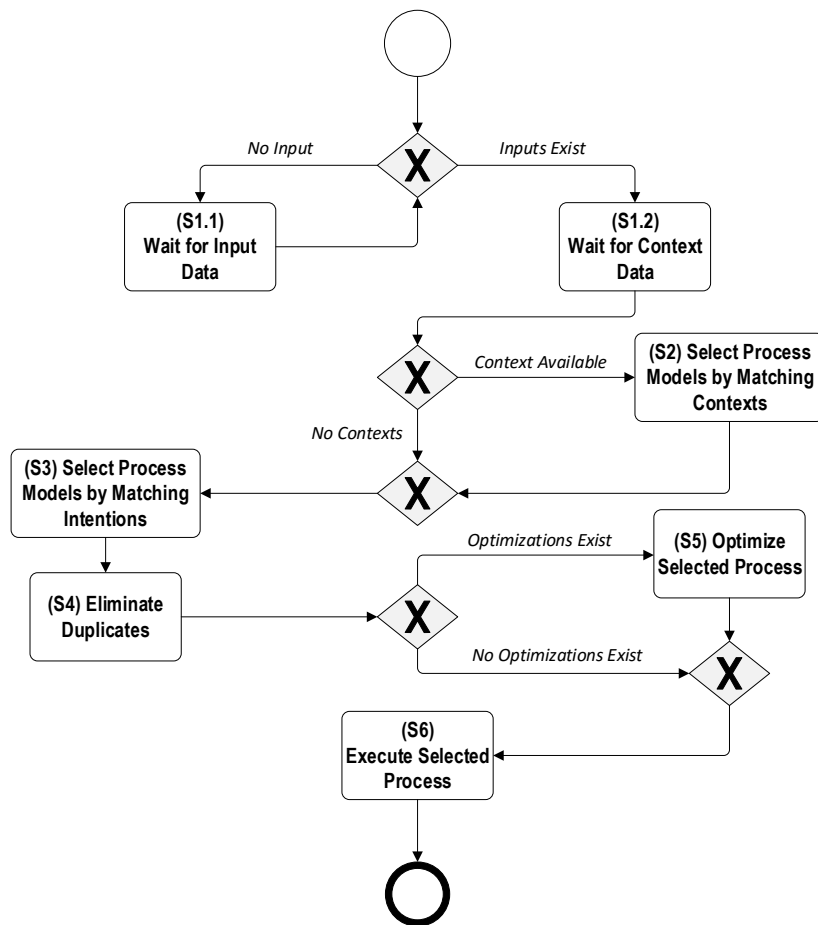 No Input
Inputs Exist
X
(S1.1)
Wait for Input
Data
(S1.2)
Wait for Context
Data
X
Context Available
(S2) Select Process
Models by Matching
Contexts
No Contexts
(S3) Select Process
Models by Matching
Intentions
X
Optimizations Exist
(S5) Optimize
Selected Process
(S4) Eliminate
Duplicates
X
No Optimizations Exist
X
(S6)
Execute Selected
Process